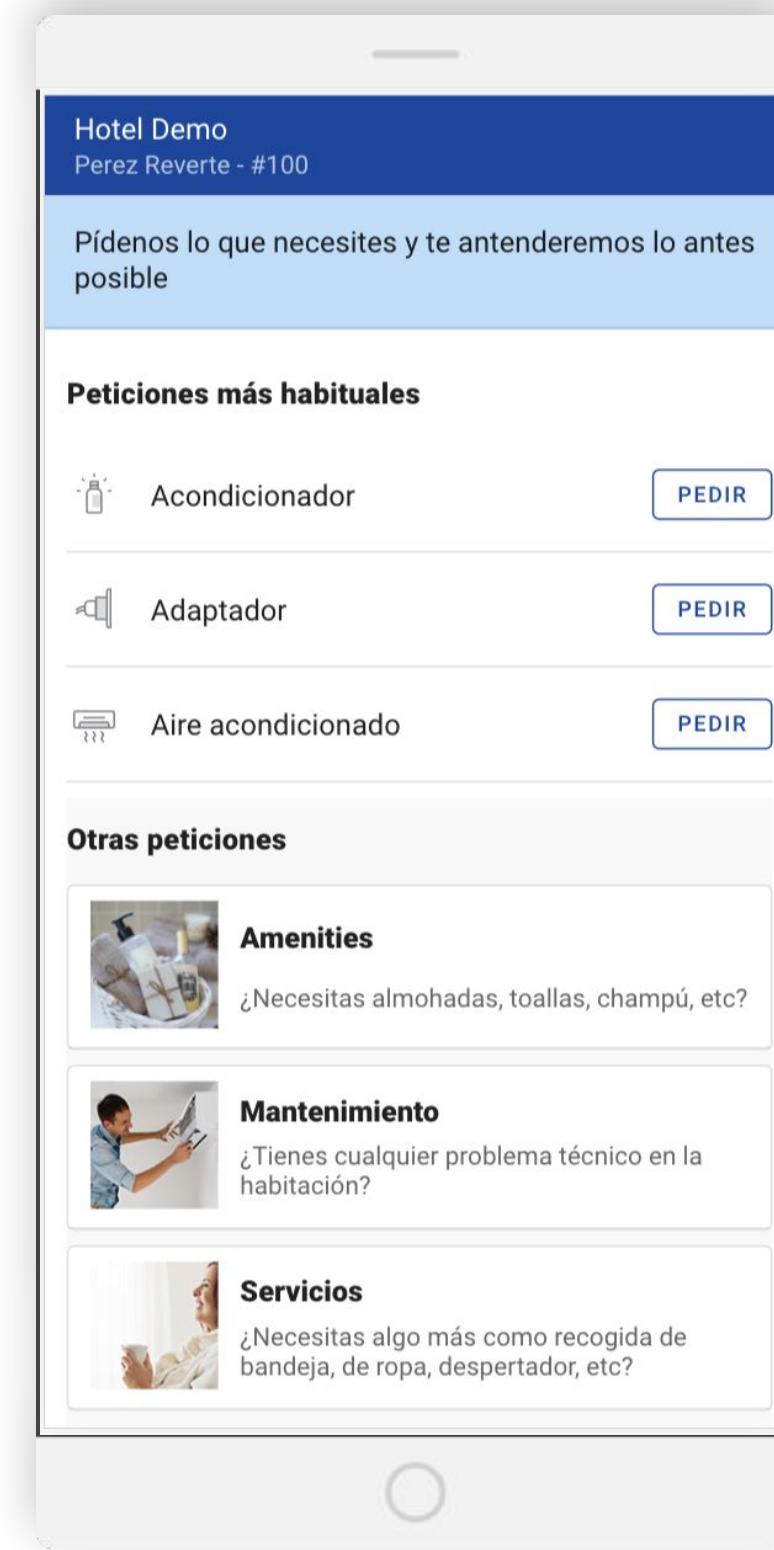 Hotel Demo
Perez Reverte - #100
Pídenos lo que necesites y te antenderemos lo antes
posible
Peticiones más habituales
Acondicionador
PEDIR
Adaptador
PEDIR
Aire acondicionado
PEDIR
Otras peticiones
Amenities
¿Necesitas almohadas, toallas, champú, etc?
Mantenimiento
¿Tienes cualquier problema técnico en la
habitación?
Servicios
¿Necesitas algo más como recogida de
bandeja, de ropa, despertador, etc?